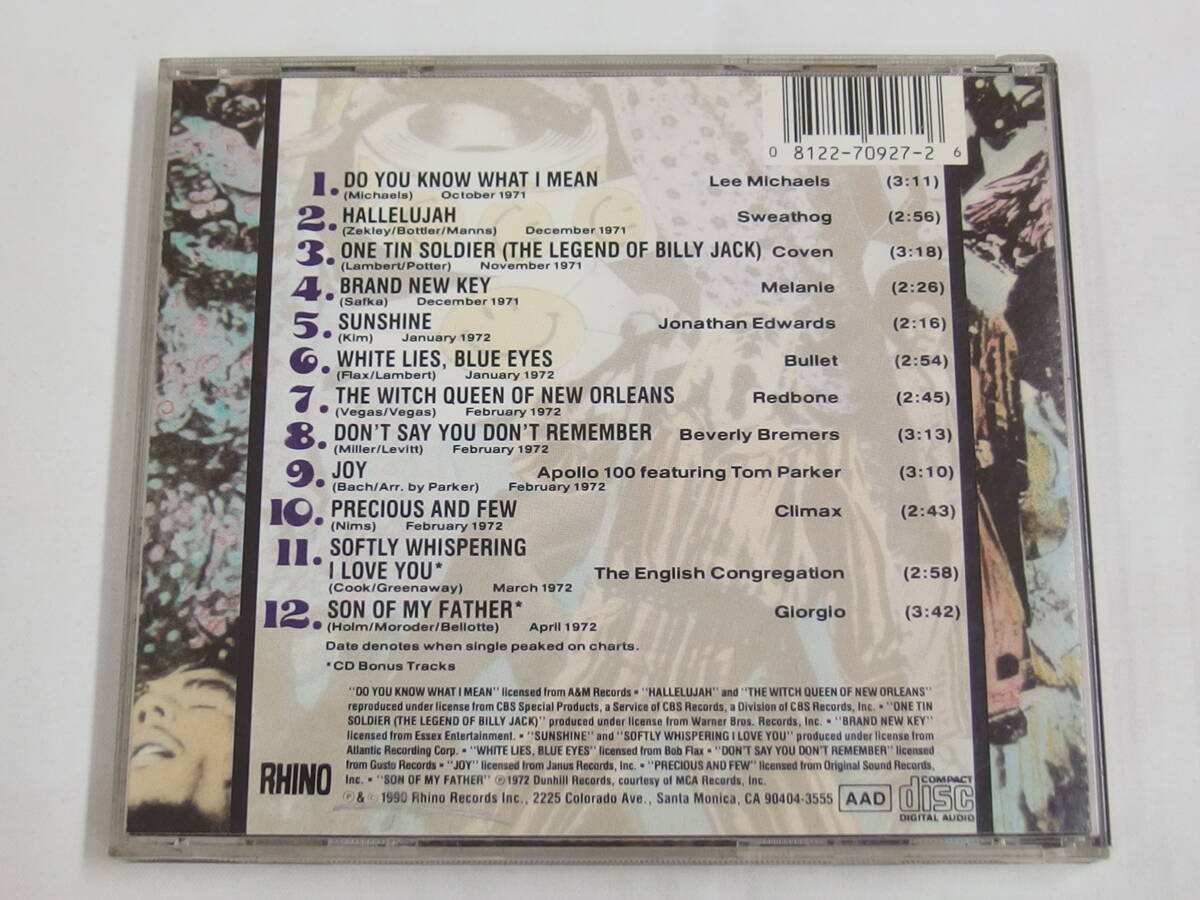 0 8122-70927-2 6
1. DO YOU KNOW WHAT I MEAN Lee Michaels (3:11)
(Michaels) October 1971
2. HALLELUJAH Sweathog (2:56)
(Zekley/Bottler/Manns) December 1971
3. ONE TIN SOLDIER (THE LEGEND OF BILLY JACK) Coven (3:18)
(Lambert/Potter) November 1971
4. BRAND NEW KEY Melanie (2:26)
(Safka) December 1971
5. SUNSHINE Jonathan Edwards (2:16)
(Kim) January 1972
6. WHITE LIES, BLUE EYES Bullet (2:54)
(Flax/Lambert) January 1972
7. THE WITCH QUEEN OF NEW ORLEANS Redbone (2:45)
(Vegas/Vegas) February 1972
8. DON'T SAY YOU DON'T REMEMBER Beverly Bremers (3:13)
(Miller/Levitt) February 1972
9. JOY Apollo 100 featuring Tom Parker (3:10)
(Bach/Arr. by Parker) February 1972
10. PRECIOUS AND FEW Climax (2:43)
(Nims) February 1972
11. SOFTLY WHISPERING
I LOVE YOU* The English Congregation (2:58)
(Cook/Greenaway) March 1972
12. SON OF MY FATHER* Giorgio (3:42)
(Holm/Moroder/Bellotte) April 1972
Date denotes when single peaked on charts.
*CD Bonus Tracks
"DO YOU KNOW WHAT I MEAN" licensed from A&M Records • "HALLELUJAH" and "THE WITCH QUEEN OF NEW ORLEANS"
reproduced under license from CBS Special Products, a Service of CBS Records, a Division of CBS Records, Inc. • "ONE TIN
SOLDIER (THE LEGEND OF BILLY JACK)" produced under license from Warner Bros. Records, Inc. • "BRAND NEW KEY"
licensed from Essex Entertainment. • "SUNSHINE" and "SOFTLY WHISPERING I LOVE YOU" produced under license from
Atlantic Recording Corp. • "WHITE LIES, BLUE EYES" licensed from Bob Flax • "DON'T SAY YOU DON'T REMEMBER" licensed
from Gusto Records • "JOY" licensed from Janus Records, Inc. • "PRECIOUS AND FEW" licensed from Original Sound Records,
Inc. • "SON OF MY FATHER" ℗1972 Dunhill Records, courtesy of MCA Records, Inc.
RHINO
℗ & © 1990 Rhino Records Inc., 2225 Colorado Ave., Santa Monica, CA 90404-3555 AAD
COMPACT
disc
DIGITAL AUDIO